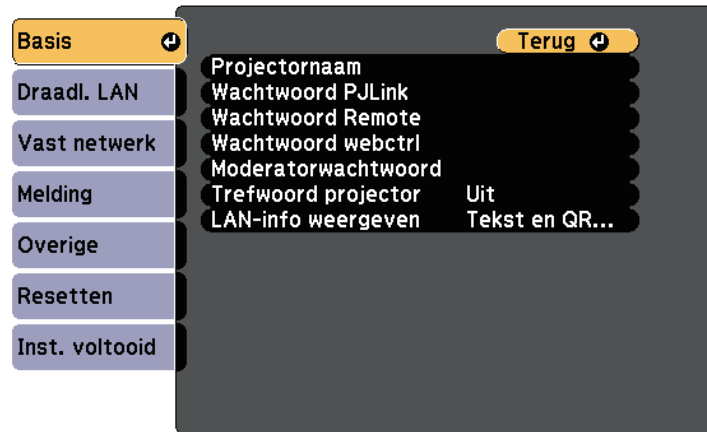 Basis
Draadl. LAN
Vast netwerk
Melding
Overige
Resetten
Inst. voltooid
Terug
Projectornaam
Wachtwoord PJLink
Wachtwoord Remote
Wachtwoord webctrl
Moderatorwachtwoord
Trefwoord projector Uit
LAN-info weergeven Tekst en QR...